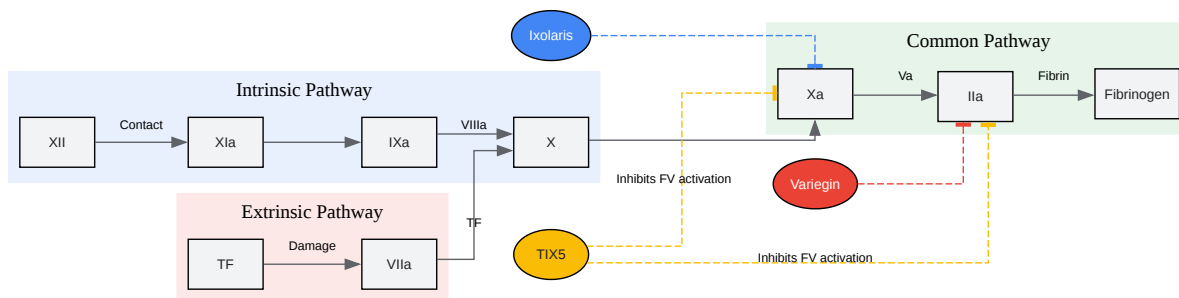 Ixolaris
Common Pathway
Intrinsic Pathway
Xa
Va
IIa
Fibrin
Fibrinogen
XII
Contact
XIa
IXa
VIIIa
X
Inhibits FV activation
Variegin
Extrinsic Pathway
TF
TF
Damage
VIIa
TIX5
Inhibits FV activation